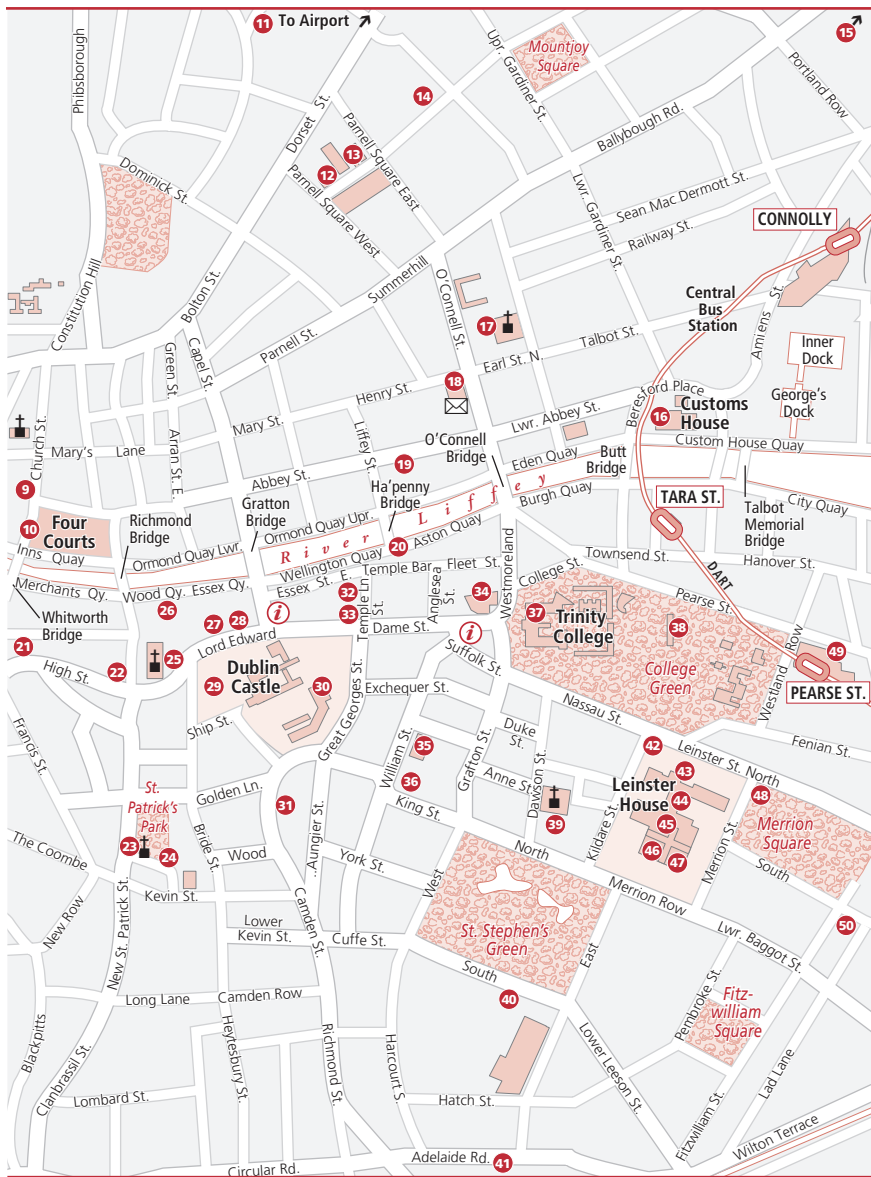 11 To Airport
15
Phibsborough
Dorset St.
Upr. Gardiner St.
Mountjoy
Square
Portland Row
14
Ballybough Rd.
Parnell Square East
13
12
Parnell Square West
Dominick St.
Lwr. Gardiner St.
Sean Mac Dermott St.
Railway St.
CONNOLLY
Constitution Hill
Bolton St.
Summerhill
O'Connell St.
Central
Bus
Station
Amiens St.
17
Talbot St.
Inner
Dock
Green St.
Capel St.
Parnell St.
Earl St. N.
18
Henry St.
Beresford Place
George's
Dock
16
Customs
House
Church St.
Mary's Lane
Mary St.
Liffey St.
Lwr. Abbey St.
O'Connell
Bridge
Eden Quay
Butt
Bridge
Custom House Quay
Arran St. E.
Abbey St.
19
9
Ha'penny
Bridge
Burgh Quay
TARA ST.
City Quay
10
Four
Courts
Richmond
Bridge
Gratton
Bridge
Ormond Quay Upr.
River Liffey
Talbot
Memorial
Bridge
Inns Quay
Ormond Quay Lwr.
Wellington Quay
20
Aston Quay
Westmoreland
Townsend St.
Hanover St.
Merchants Qy.
Wood Qy.
Essex Qy.
Essex St. E.
Temple Bar
Fleet St.
College St.
DART
Pearse St.
26
32
34
Whitworth
Bridge
27
28
i
33
Temple Ln.
St.
Anglesea
St.
37
Trinity
College
38
21
Lord Edward
Dame St.
i
Suffolk St.
49
High St.
22
25
Dublin
Castle
College
Green
Westland Row
PEARSE ST.
29
30
Exchequer St.
Ship St.
Great Georges St.
Nassau St.
Fenian St.
Francis St.
William St.
35
Duke
St.
42
Leinster St. North
36
Grafton St.
Anne St.
Dawson St.
43
St.
Patrick's
Park
Golden Ln.
31
Leinster
House
44
48
King St.
39
Kildare St.
45
Merrion
Square
The Coombe
23
24
Bride St.
Wood
Aungier St.
York St.
North
46
47
Merrion St.
South
Kevin St.
West
Merrion Row
New Row
New St. Patrick St.
Lower
Kevin St.
Camden St.
Cuffe St.
St. Stephen's
Green
East
Lwr. Baggot St.
50
South
Long Lane
Camden Row
40
Pembroke St.
Fitz-
william
Square
Blackpitts
Clanbrassil St.
Heytesbury St.
Richmond St.
Harcourt S.
Lower Leeson St.
Lad Lane
Lombard St.
Hatch St.
Fitzwilliam St.
Wilton Terrace
Adelaide Rd.
41
Circular Rd.